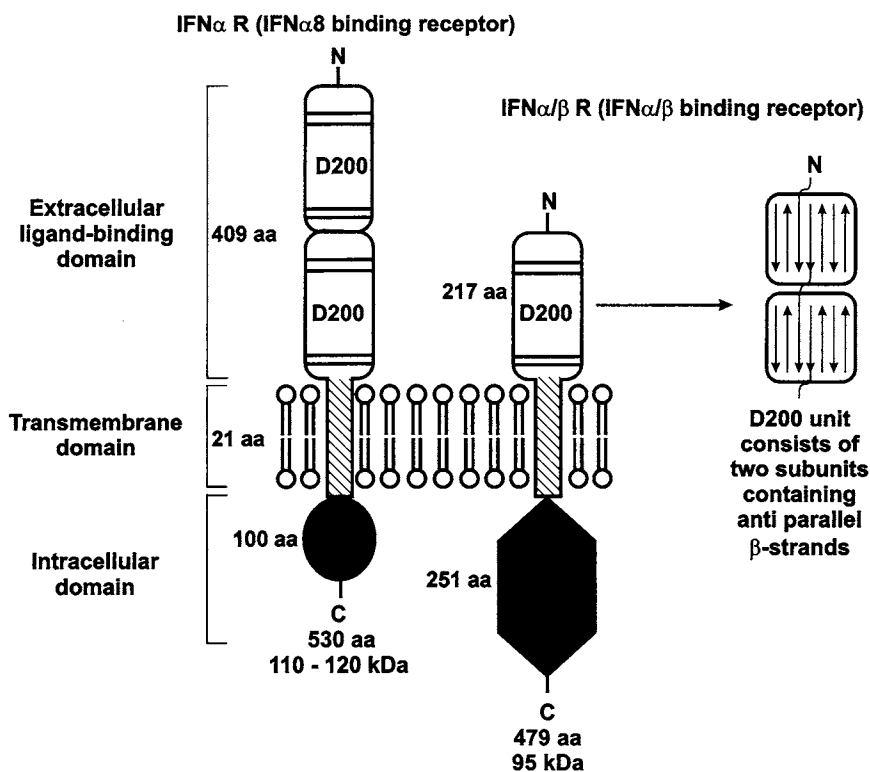 IFNα R (IFNα8 binding receptor)
N
IFNα/β R (IFNα/β binding receptor)
D200
N
N
Extracellular
ligand-binding
domain
409 aa
217 aa
D200
D200
Transmembrane
domain
21 aa
D200 unit
consists of
two subunits
containing
anti parallel
β-strands
100 aa
Intracellular
domain
251 aa
C
530 aa
110 - 120 kDa
C
479 aa
95 kDa